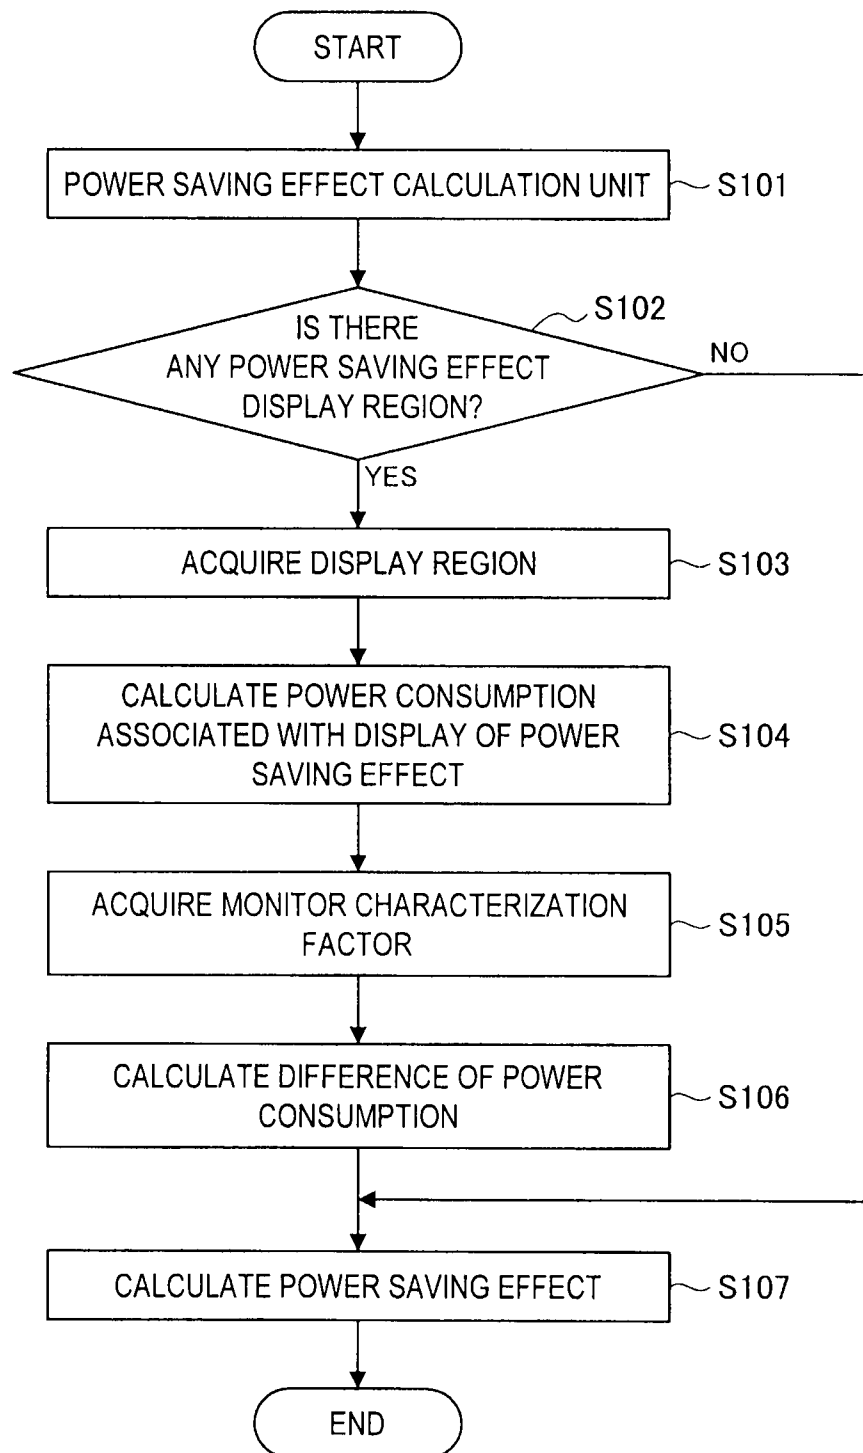 START
POWER SAVING EFFECT CALCULATION UNIT
S101
S102
IS THERE
ANY POWER SAVING EFFECT
DISPLAY REGION?
NO
YES
ACQUIRE DISPLAY REGION
S103
CALCULATE POWER CONSUMPTION
ASSOCIATED WITH DISPLAY OF POWER
SAVING EFFECT
S104
ACQUIRE MONITOR CHARACTERIZATION
FACTOR
S105
CALCULATE DIFFERENCE OF POWER
CONSUMPTION
S106
CALCULATE POWER SAVING EFFECT
S107
END